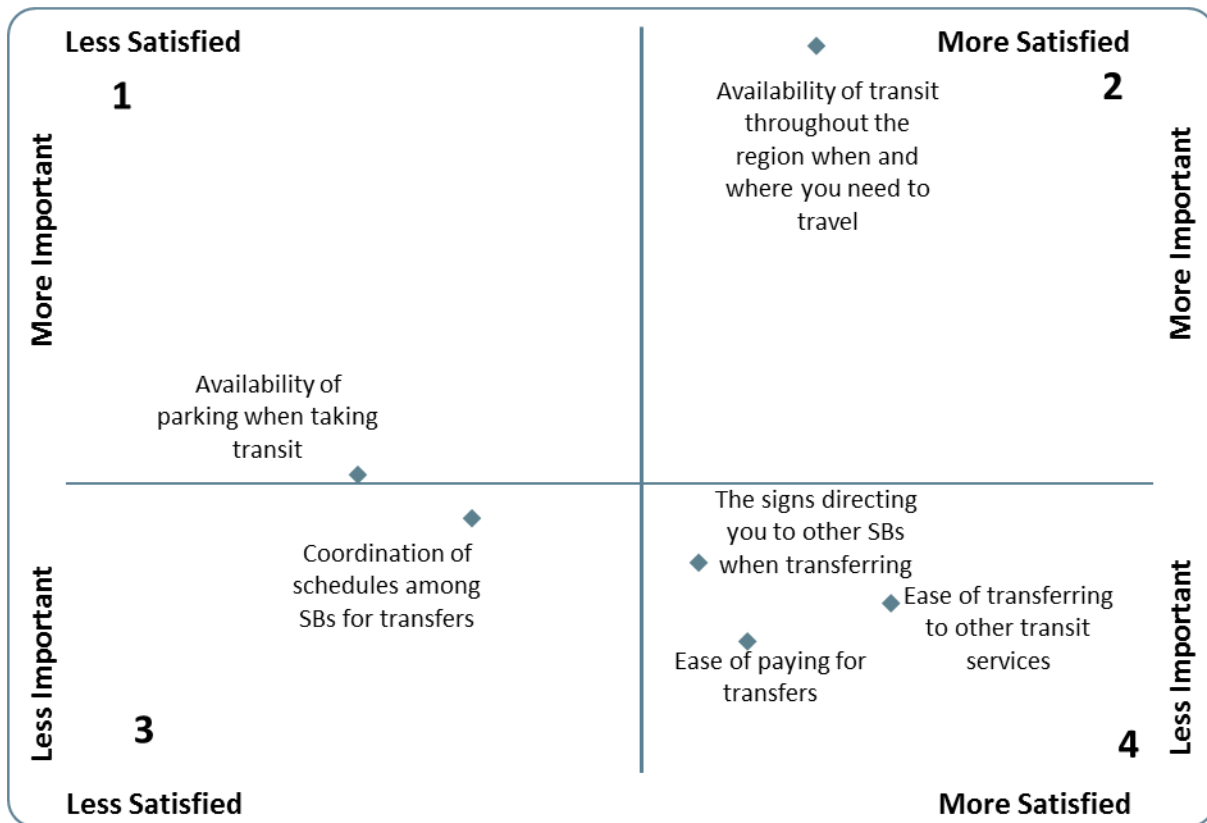 Less Satisfied
More Satisfied
1
2
More Important
More Important
Availability of transit
throughout the
region when and
where you need to
travel
Availability of
parking when taking
transit
Coordination of
schedules among
SBs for transfers
The signs directing
you to other SBs
when transferring
Ease of transferring
to other transit
services
Ease of paying for
transfers
Less Important
Less Important
3
4
Less Satisfied
More Satisfied